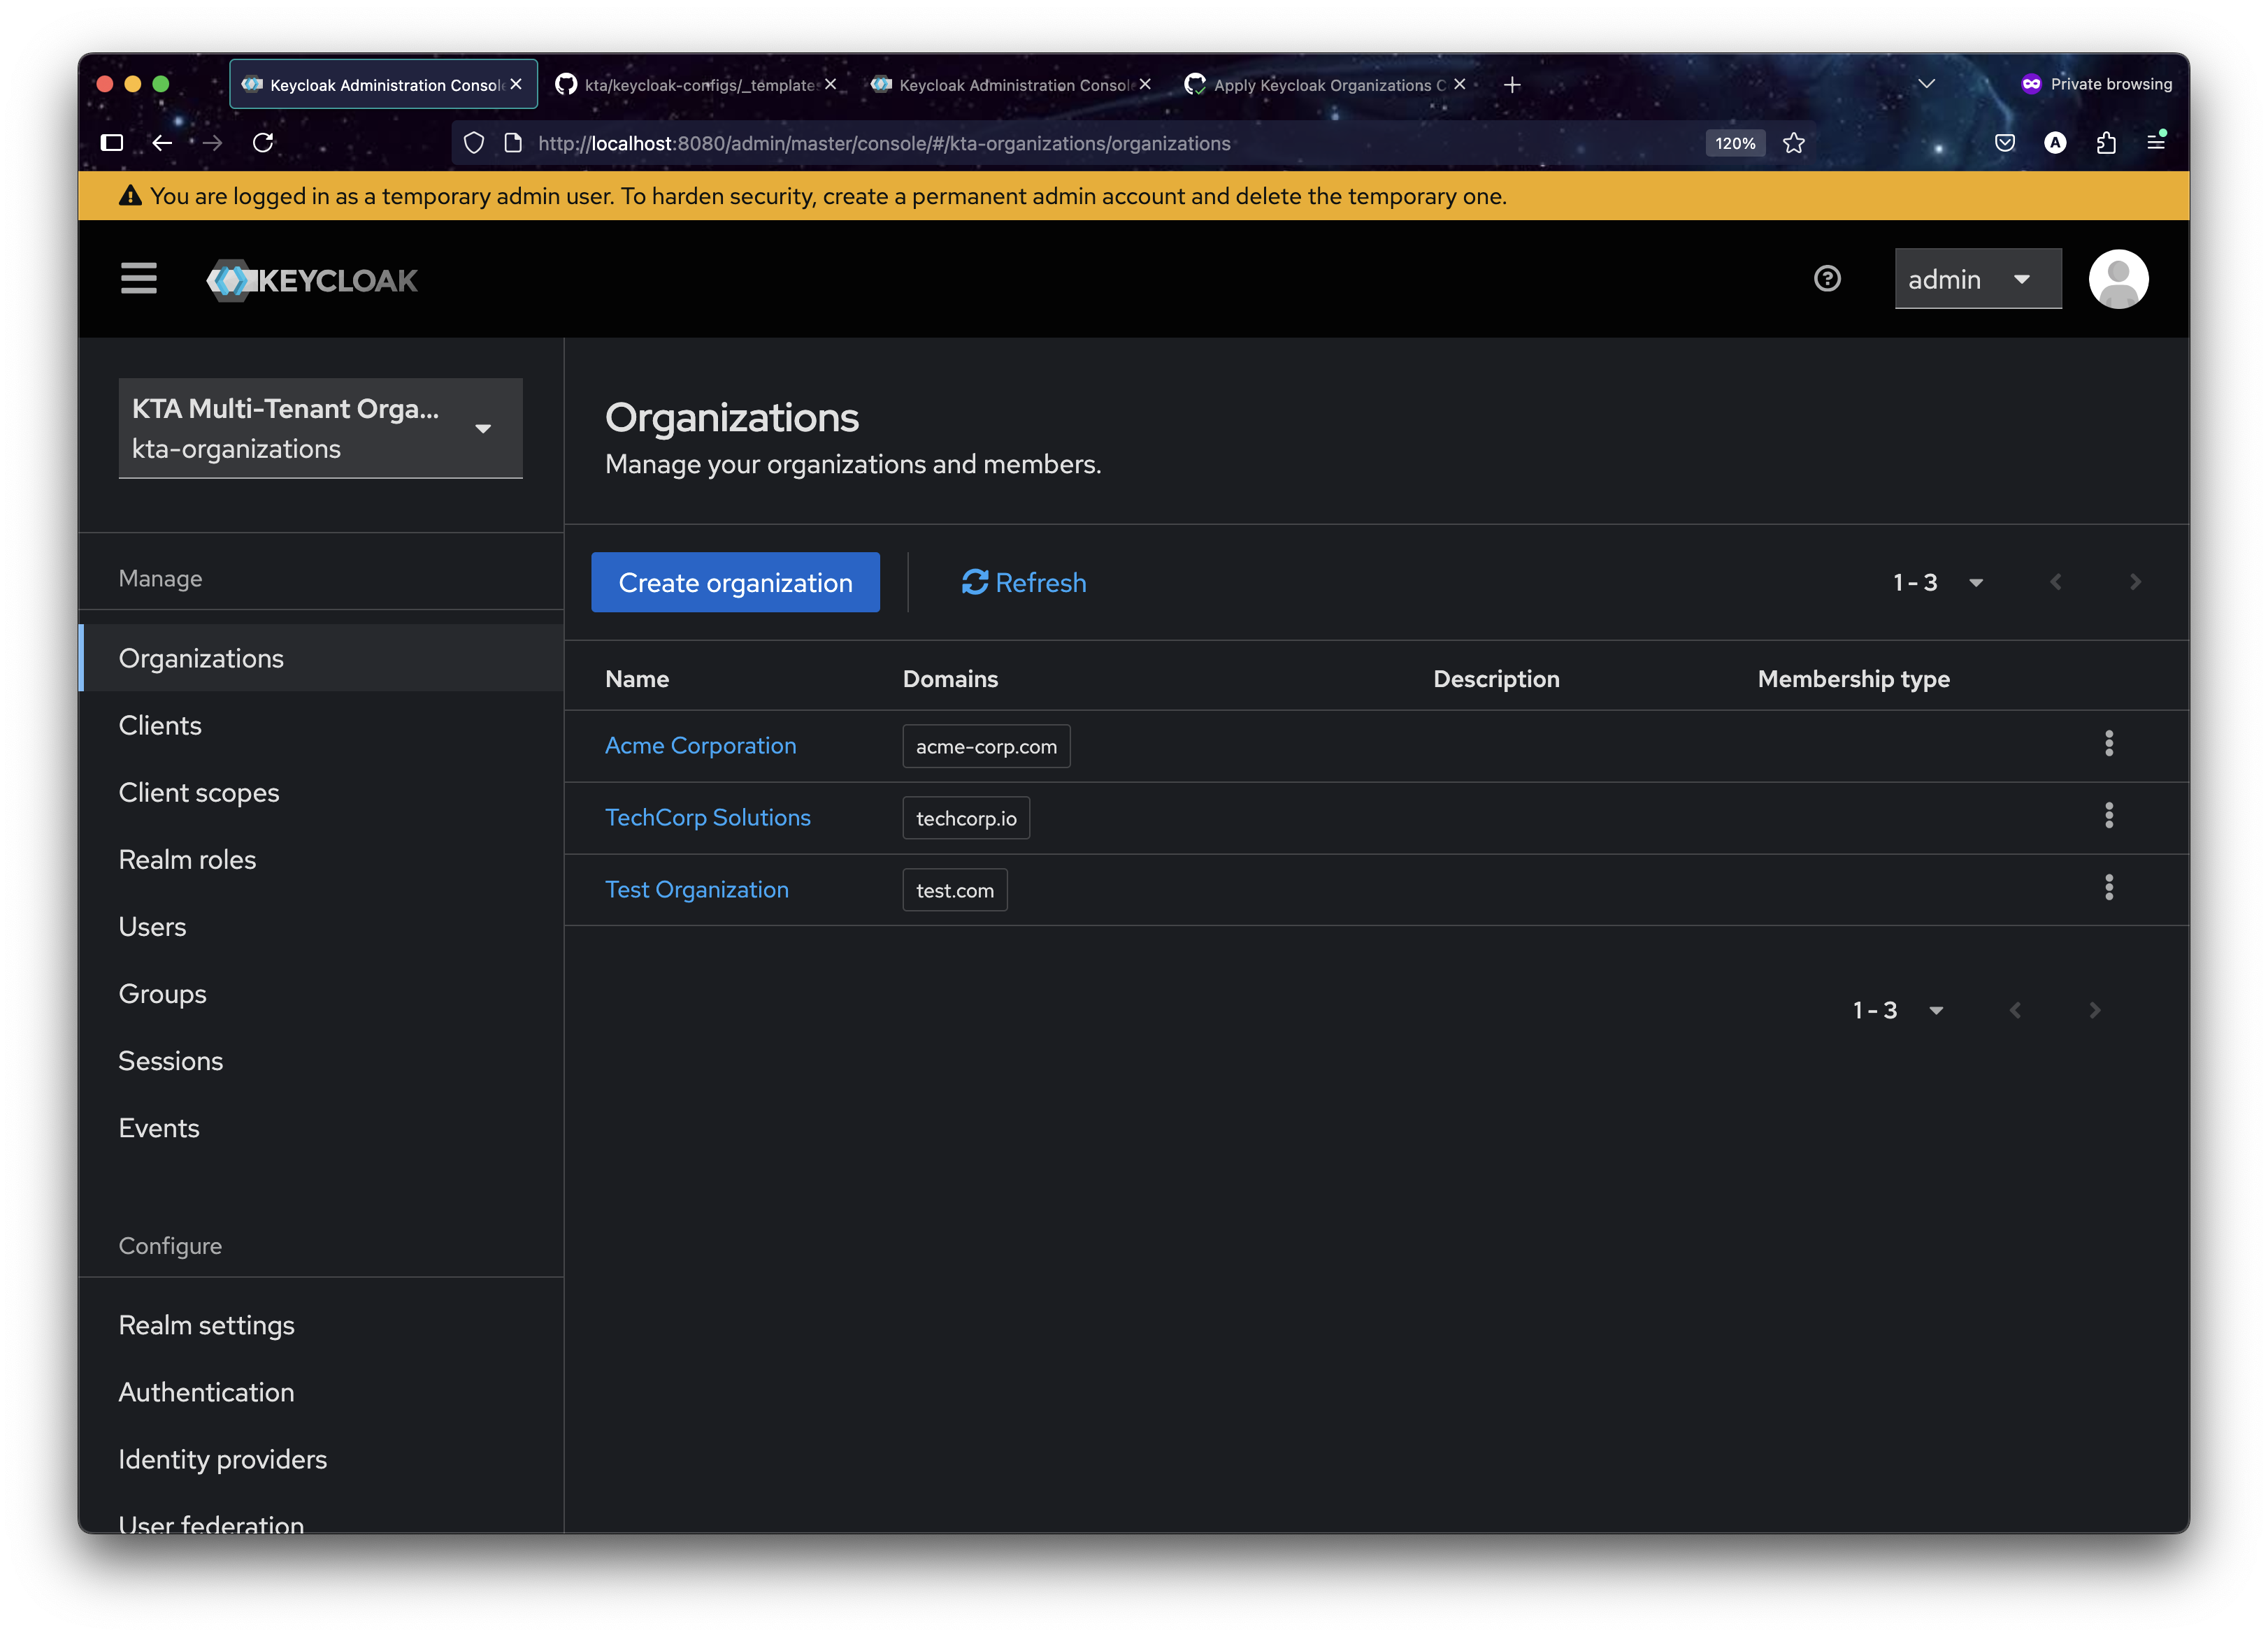 Keycloak Administration Consol
kta/keycloak-configs/_template
Keycloak Administration Consol
Apply Keycloak Organizations C
Private browsing
http://localhost:8080/admin/master/console/#/kta-organizations/organizations
120%
A
You are logged in as a temporary admin user. To harden security, create a permanent admin account and delete the temporary one.
KEYCLOAK
admin
KTA Multi-Tenant Orga...
kta-organizations
Manage
Organizations
Clients
Client scopes
Realm roles
Users
Groups
Sessions
Events
Configure
Realm settings
Authentication
Identity providers
User federation
Organizations
Manage your organizations and members.
Create organization
Refresh
1 - 3
Name Domains Description Membership type
Acme Corporation acme-corp.com
TechCorp Solutions techcorp.io
Test Organization test.com
1 - 3